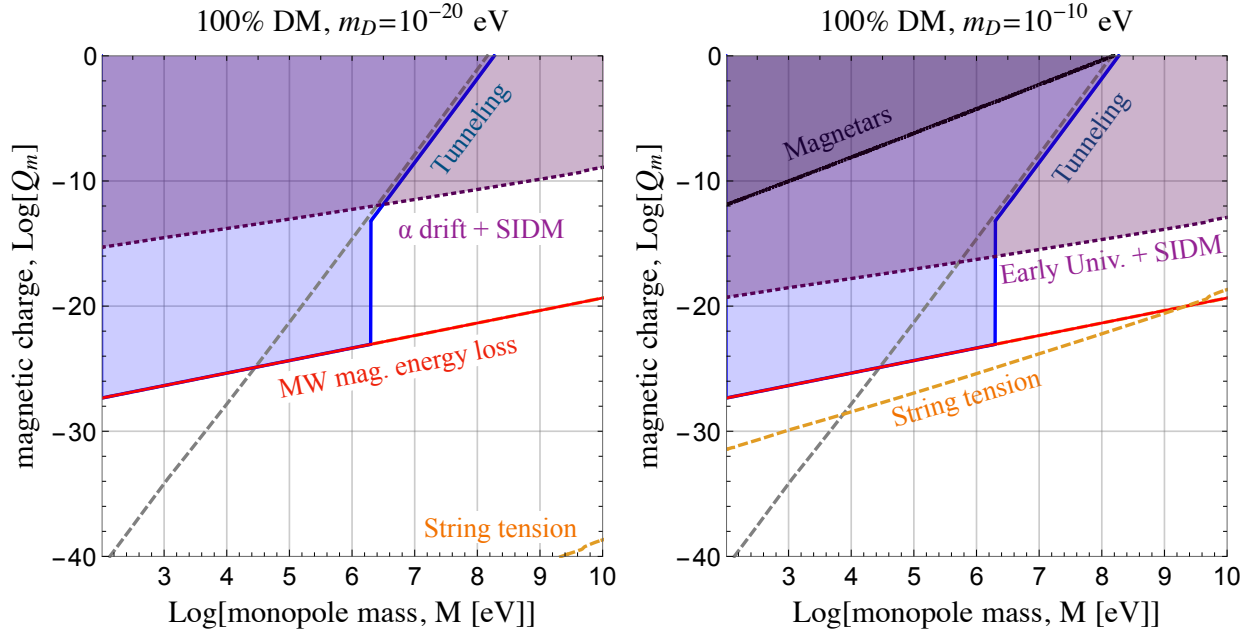 100% DM, m_D=10^−20 eV
magnetic charge, Log[Q_m]
0
−10
−20
−30
−40
Tunneling
α drift + SIDM
MW mag. energy loss
String tension
3 4 5 6 7 8 9 10
Log[monopole mass, M [eV]]
100% DM, m_D=10^−10 eV
magnetic charge, Log[Q_m]
0
−10
−20
−30
−40
Magnetars
Tunneling
Early Univ. + SIDM
String tension
3 4 5 6 7 8 9 10
Log[monopole mass, M [eV]]